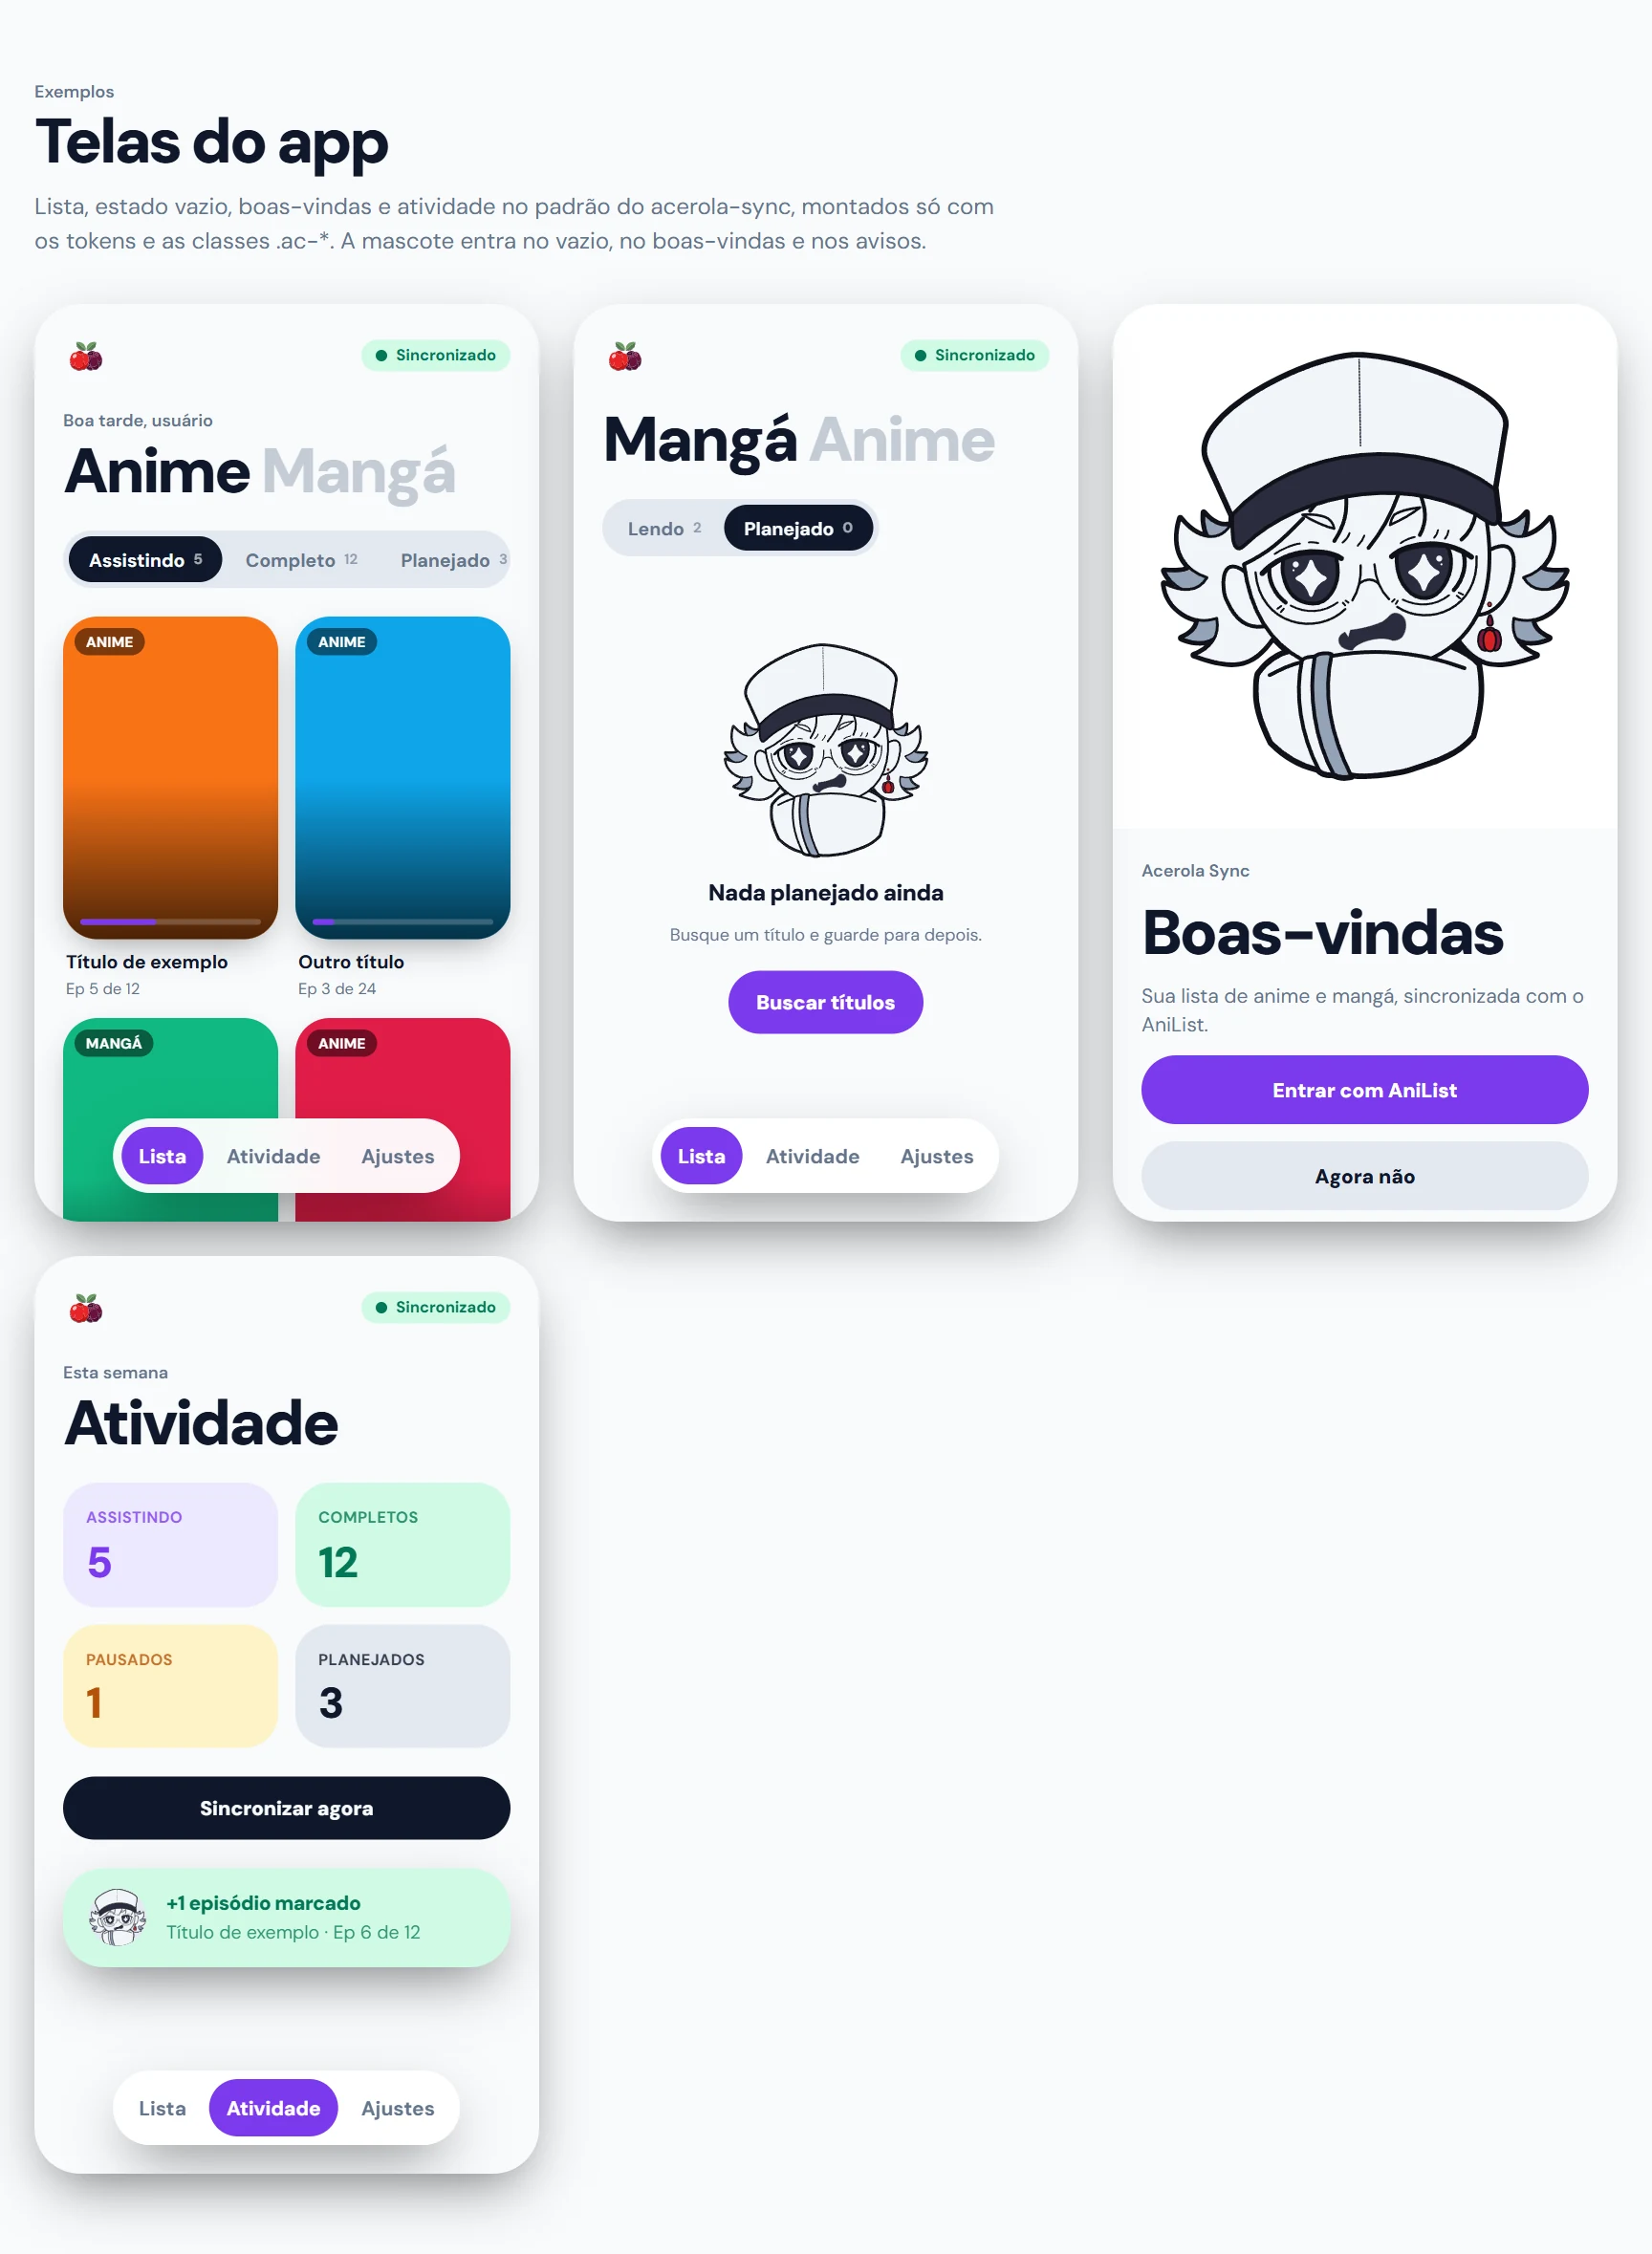 Exemplos
Telas do app
Lista, estado vazio, boas-vindas e atividade no padrão do acerola-sync, montados só com
os tokens e as classes .ac-*. A mascote entra no vazio, no boas-vindas e nos avisos.
Sincronizado
Boa tarde, usuário
Anime Mangá
Assistindo 5 Completo 12 Planejado 3
ANIME
ANIME
Título de exemplo
Ep 5 de 12
Outro título
Ep 3 de 24
MANGÁ
ANIME
Lista Atividade Ajustes
Sincronizado
Mangá Anime
Lendo 2 Planejado 0
Nada planejado ainda
Busque um título e guarde para depois.
Buscar títulos
Lista Atividade Ajustes
Acerola Sync
Boas-vindas
Sua lista de anime e mangá, sincronizada com o
AniList.
Entrar com AniList
Agora não
Sincronizado
Esta semana
Atividade
ASSISTINDO
5
COMPLETOS
12
PAUSADOS
1
PLANEJADOS
3
Sincronizar agora
+1 episódio marcado
Título de exemplo · Ep 6 de 12
Lista Atividade Ajustes